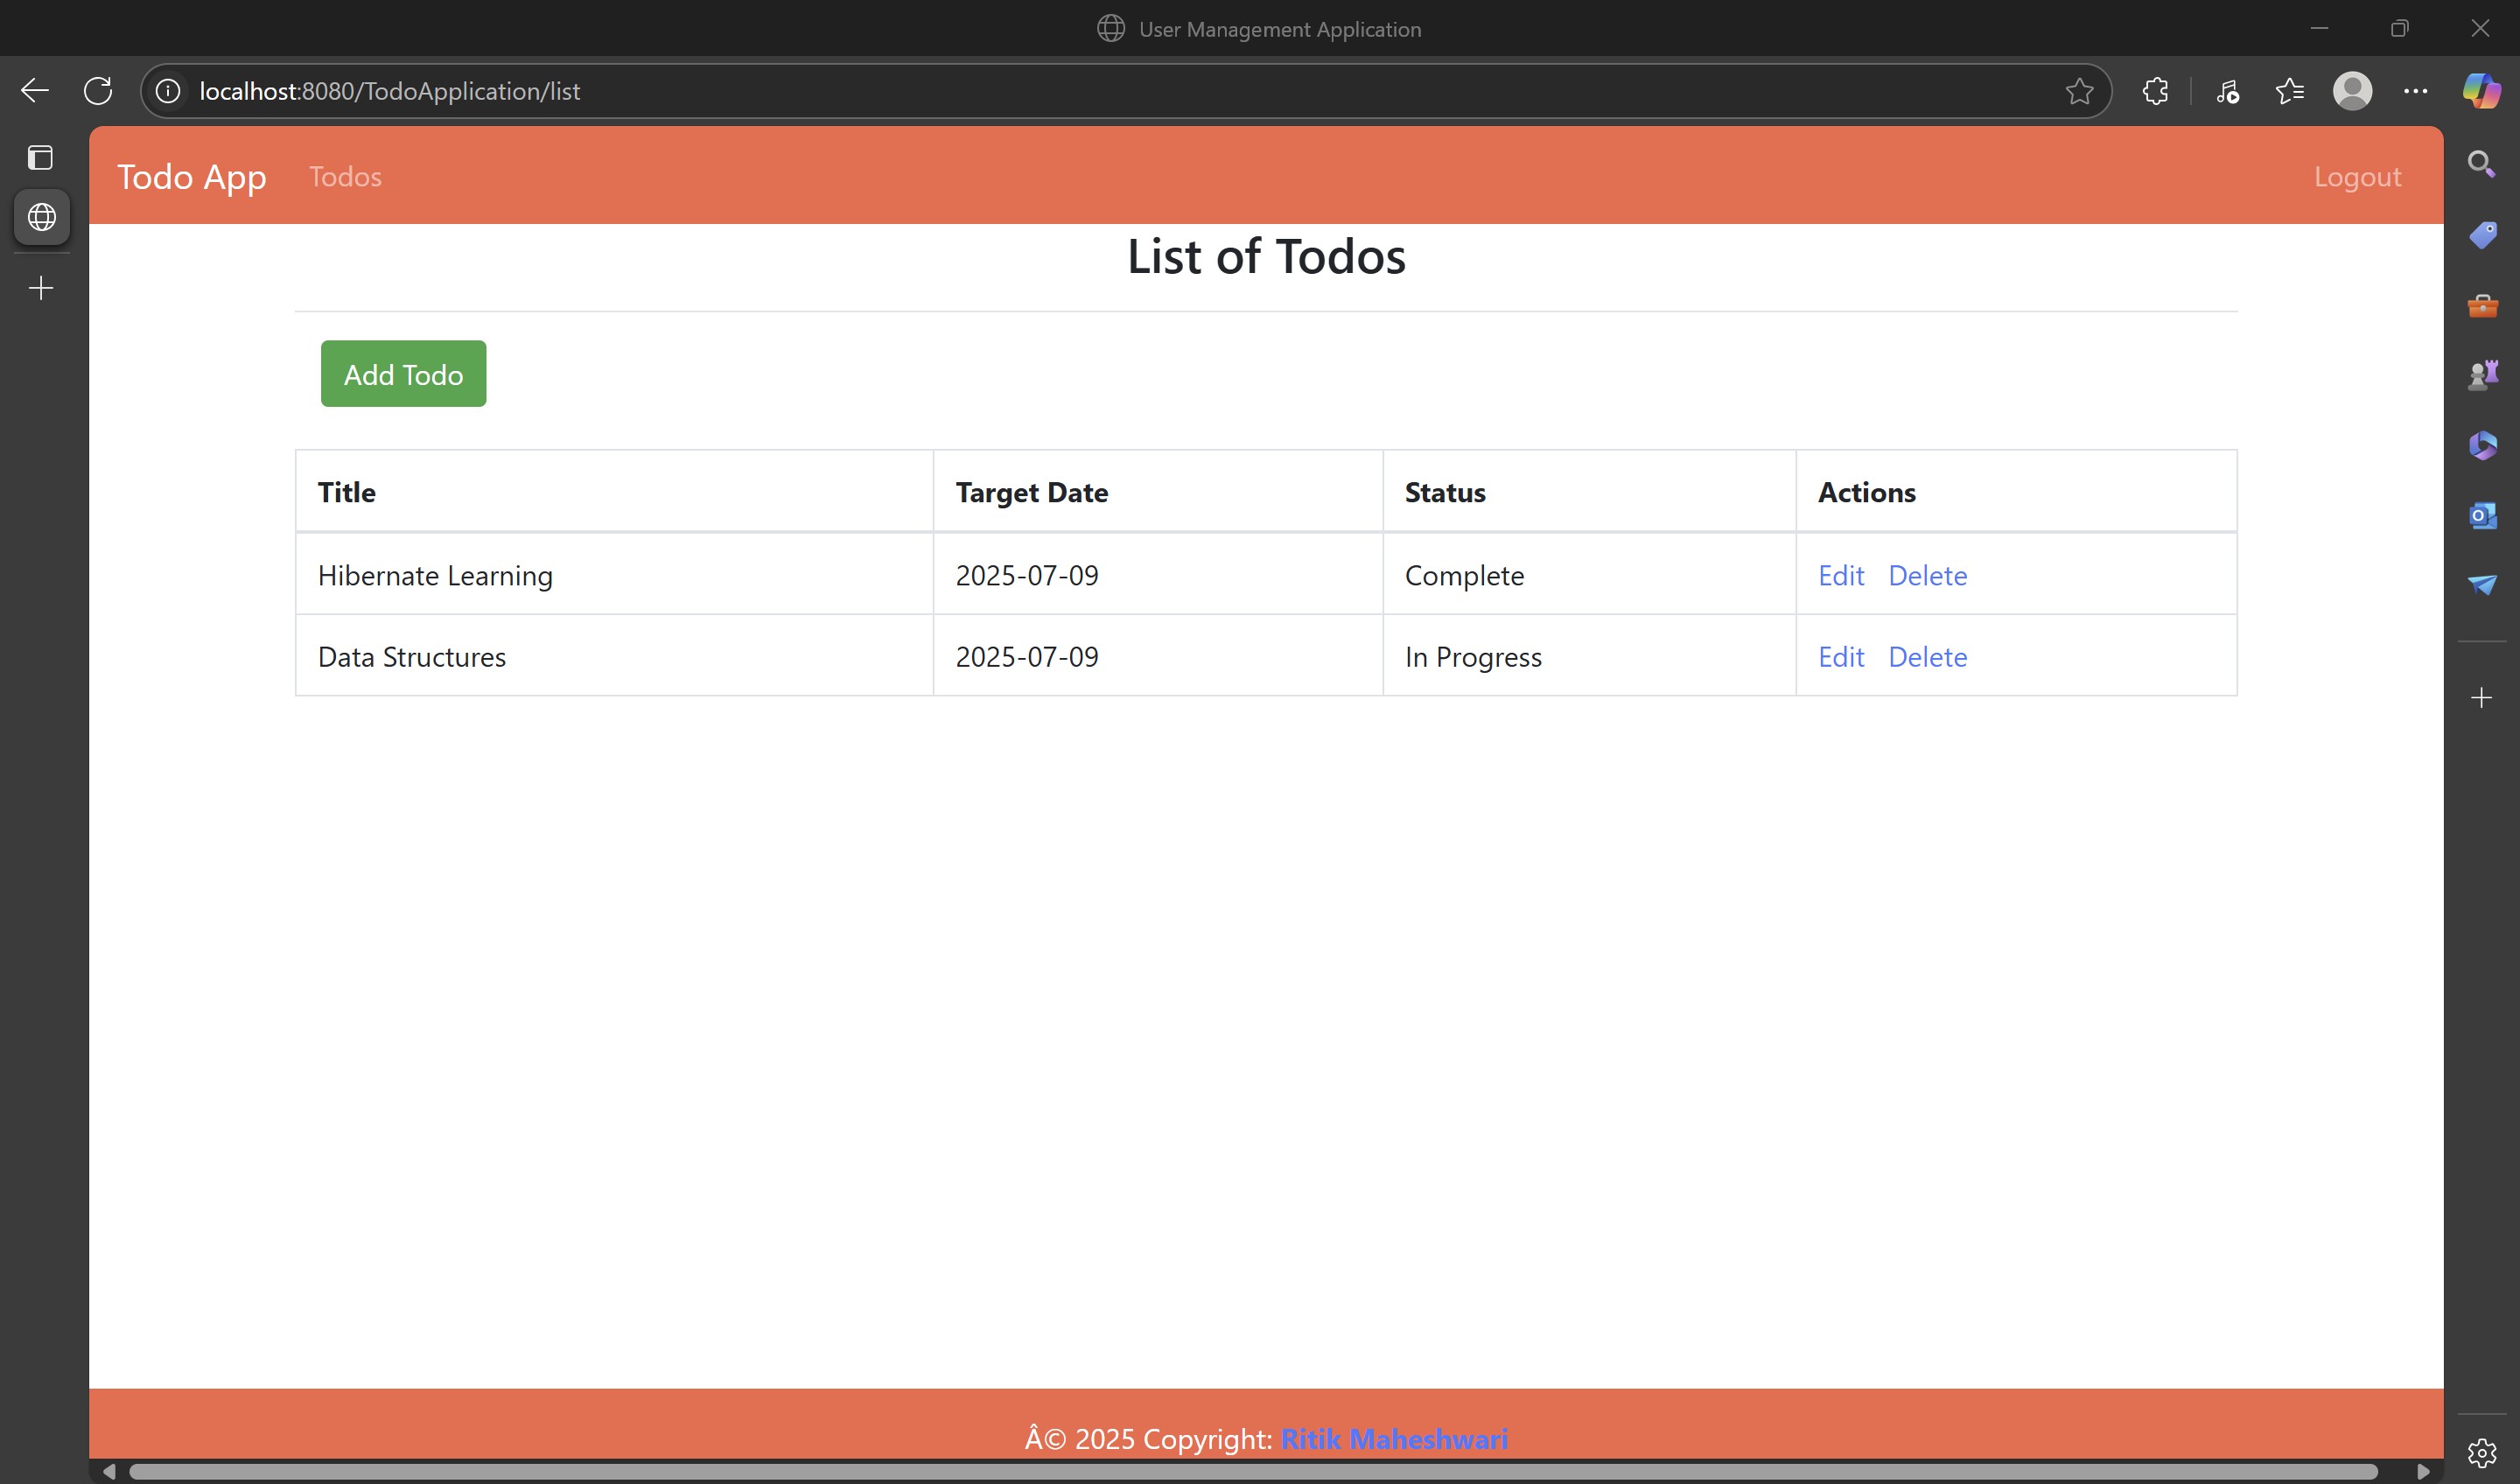 User Management Application
localhost:8080/TodoApplication/list
Todo App Todos Logout
List of Todos
Add Todo
Title Target Date Status Actions
Hibernate Learning 2025-07-09 Complete Edit Delete
Data Structures 2025-07-09 In Progress Edit Delete
Â© 2025 Copyright: Ritik Maheshwari